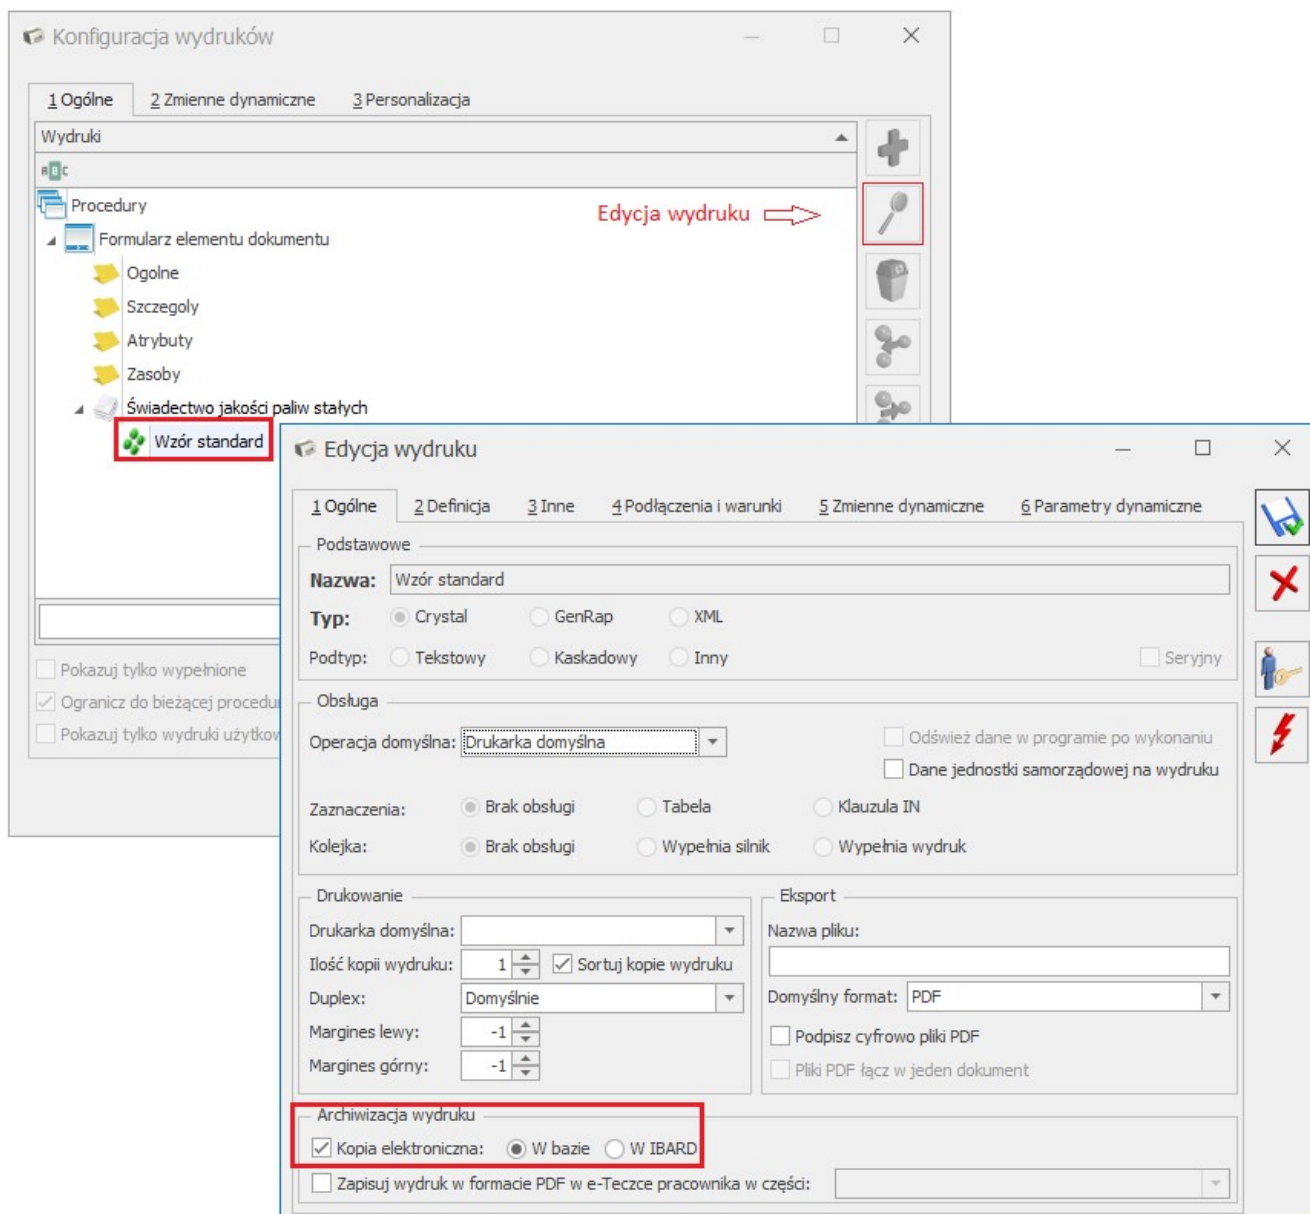 Konfiguracja wydruków
1 Ogólne 2 Zmienne dynamiczne 3 Personalizacja
Wydruki
Procedury
Edycja wydruku
Formularz elementu dokumentu
Ogolne
Szczegoly
Atrybuty
Zasoby
Świadectwo jakości paliw stałych
Wzór standard
Pokazuj tylko wypełnione
Ogranicz do bieżącej procedur
Pokazuj tylko wydruki użytkow
Edycja wydruku
1 Ogólne 2 Definicja 3 Inne 4 Podłączenia i warunki 5 Zmienne dynamiczne 6 Parametry dynamiczne
Podstawowe
Nazwa: Wzór standard
Typ: Crystal GenRap XML
Podtyp: Tekstowy Kaskadowy Inny Seryjny
Obsługa
Operacja domyślna: Drukarka domyślna Odśwież dane w programie po wykonaniu
Dane jednostki samorządowej na wydruku
Zaznaczenia: Brak obsługi Tabela Klauzula IN
Kolejka: Brak obsługi Wypełnia silnik Wypełnia wydruk
Drukowanie
Drukarka domyślna:
Ilość kopii wydruku: 1 Sortuj kopie wydruku
Duplex: Domyślnie
Margines lewy: -1
Margines górny: -1
Eksport
Nazwa pliku:
Domyślny format: PDF
Podpisz cyfrowo pliki PDF
Pliki PDF łącz w jeden dokument
Archiwizacja wydruku
Kopia elektroniczna: W bazie W IBARD
Zapisuj wydruk w formacie PDF w e-Teczce pracownika w części: